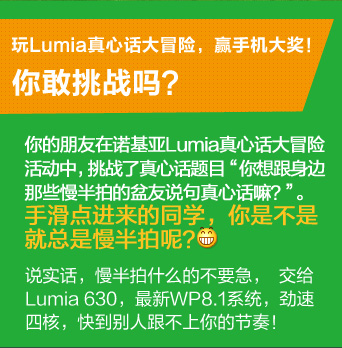 玩Lumia真心话大冒险，赢手机大奖！
你敢挑战吗？
你的朋友在诺基亚Lumia真心话大冒险
活动中，挑战了真心话题目“你想跟身边
那些慢半拍的盆友说句真心话嘛？”。
手滑点进来的同学，你是不是
就总是慢半拍呢？
说实话，慢半拍什么的不要急， 交给
Lumia 630，最新WP8.1系统，劲速
四核，快到别人跟不上你的节奏！